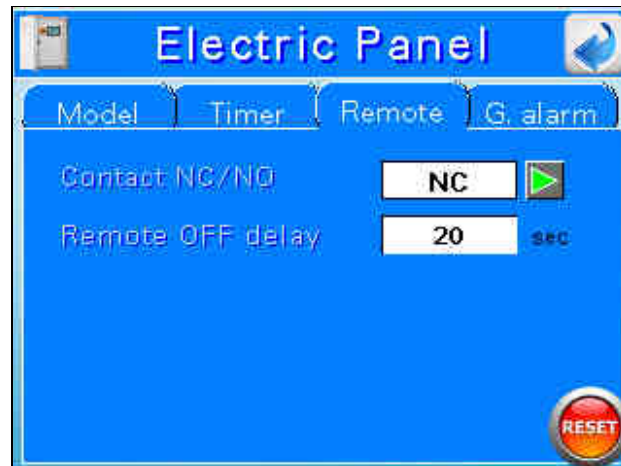 Electric Panel
Model Timer Remote G. alarm
Contact NC/NO NC
Remote OFF delay 20 sec
RESET